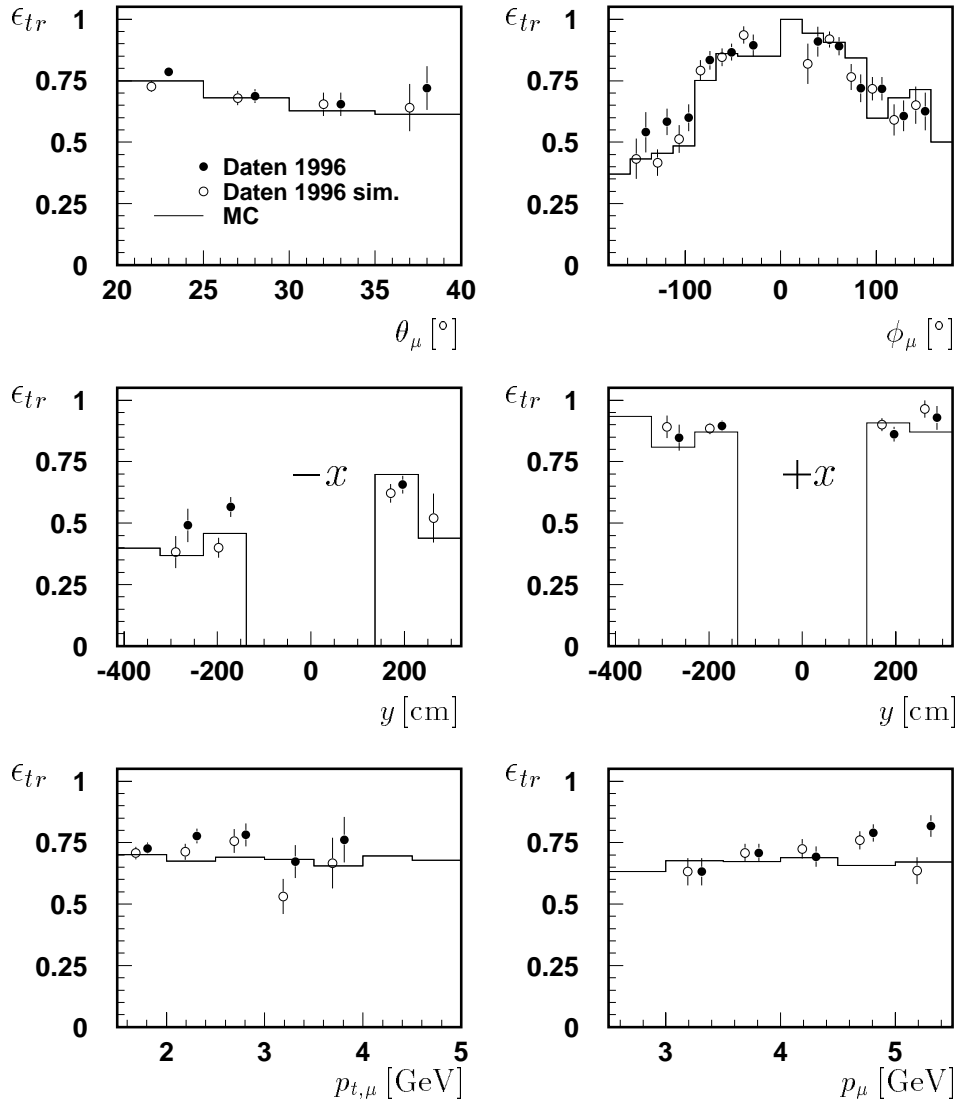 ϵ_tr 1 0.75 0.5 0.25 0
● Daten 1996
○ Daten 1996 sim.
— MC
20 25 30 35 40
θ_μ [°]
ϵ_tr 1 0.75 0.5 0.25 0
-100 0 100
ϕ_μ [°]
ϵ_tr 1 0.75 0.5 0.25 0
−x
-400 -200 0 200
y [cm]
ϵ_tr 1 0.75 0.5 0.25 0
+x
-400 -200 0 200
y [cm]
ϵ_tr 1 0.75 0.5 0.25 0
2 3 4 5
p_t,μ [GeV]
ϵ_tr 1 0.75 0.5 0.25 0
3 4 5
p_μ [GeV]